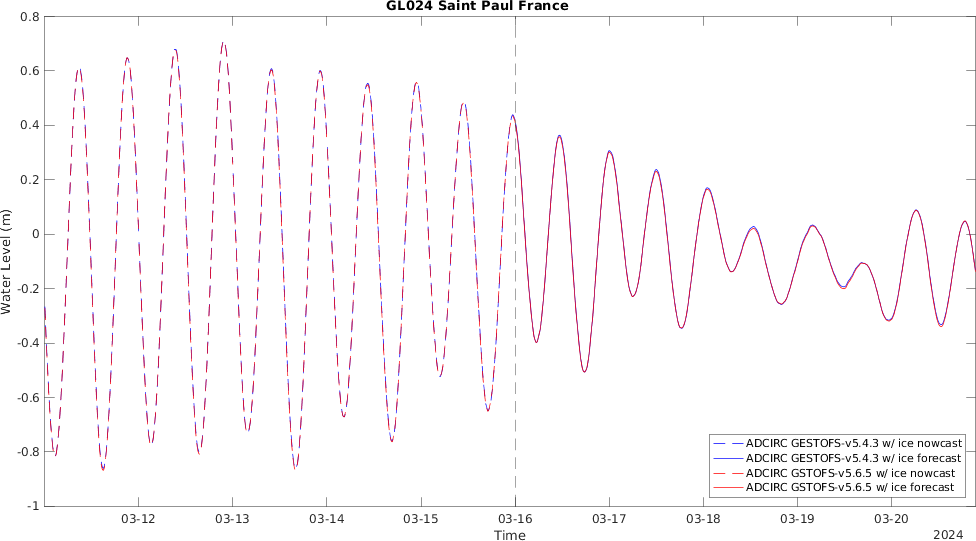 GL024 Saint Paul France
0.8
0.6
0.4
0.2
0
-0.2
-0.4
-0.6
-0.8
-1
Water Level (m)
ADCIRC GESTOFS-v5.4.3 w/ ice nowcast
ADCIRC GESTOFS-v5.4.3 w/ ice forecast
ADCIRC GSTOFS-v5.6.5 w/ ice nowcast
ADCIRC GSTOFS-v5.6.5 w/ ice forecast
03-12 03-13 03-14 03-15 03-16 03-17 03-18 03-19 03-20
Time
2024